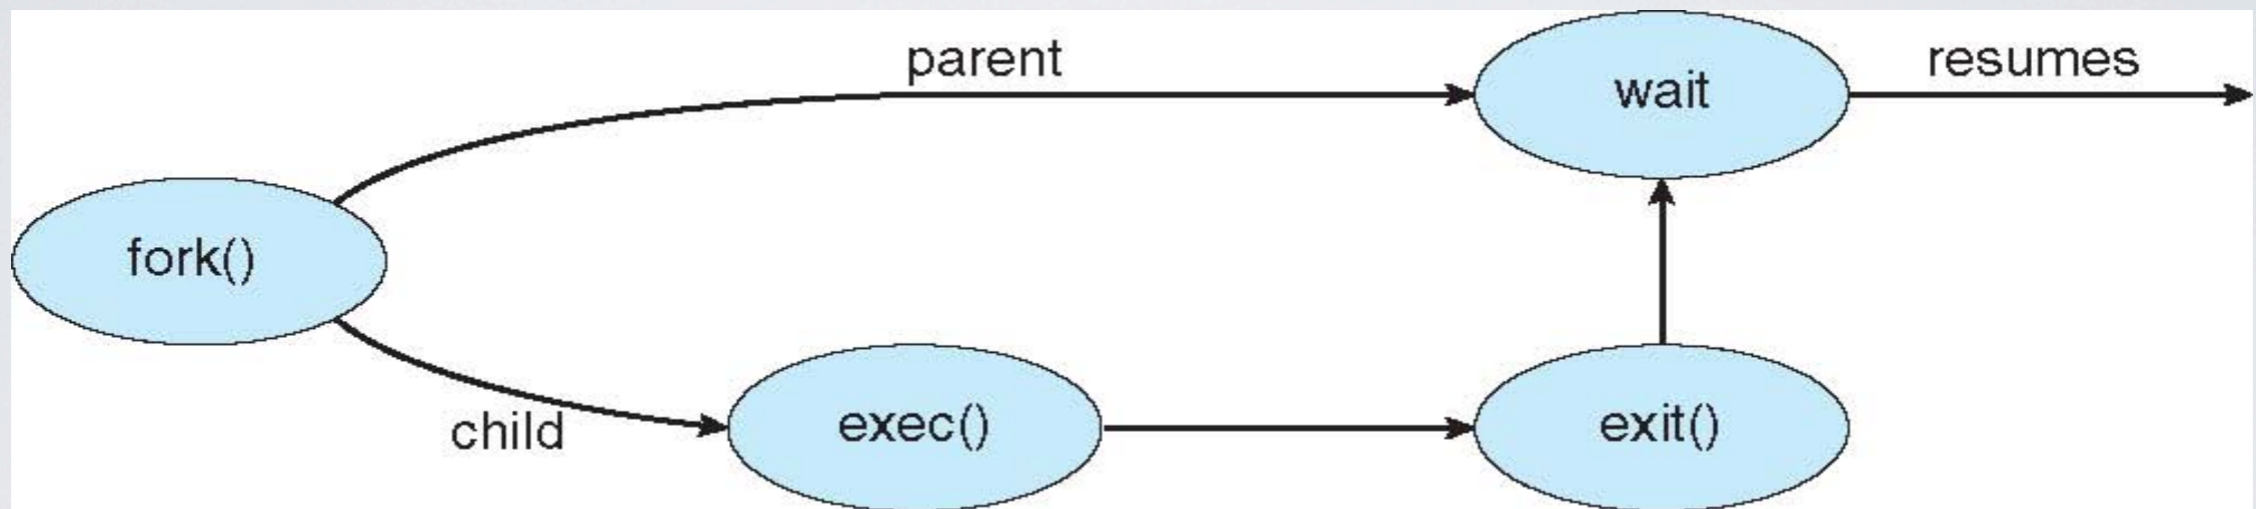 parent
wait
resumes
fork()
child
exec()
exit()